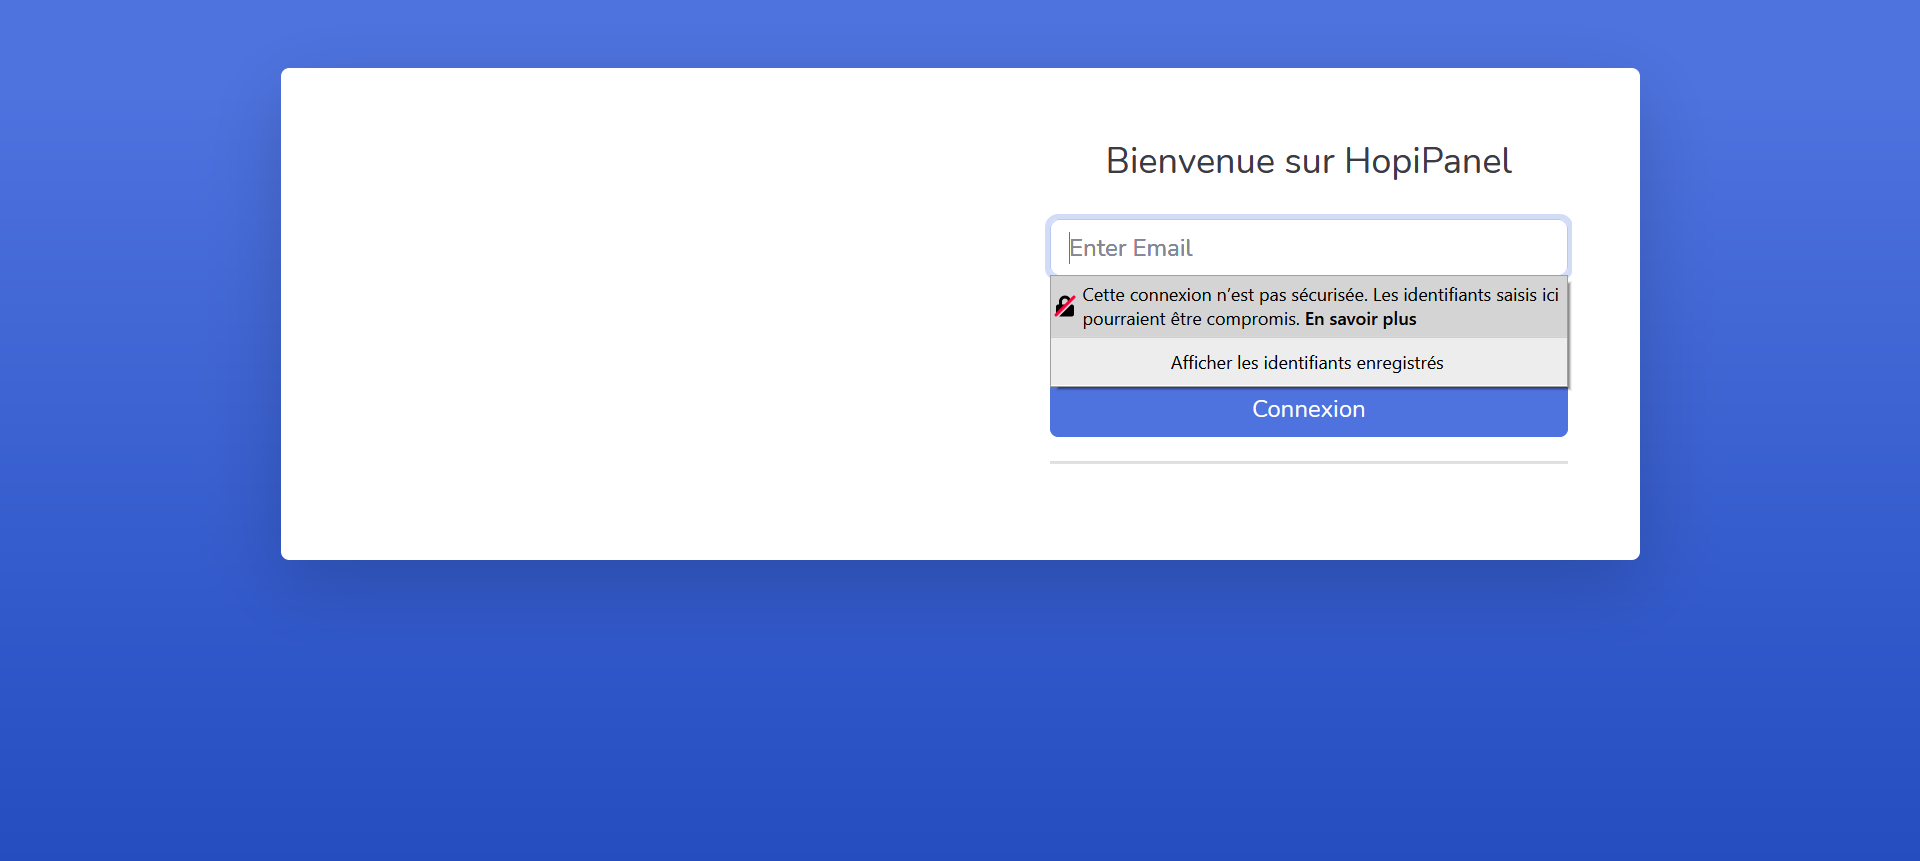 Bienvenue sur HopiPanel
Enter Email
Cette connexion n’est pas sécurisée. Les identifiants saisis ici
pourraient être compromis. En savoir plus
Afficher les identifiants enregistrés
Connexion